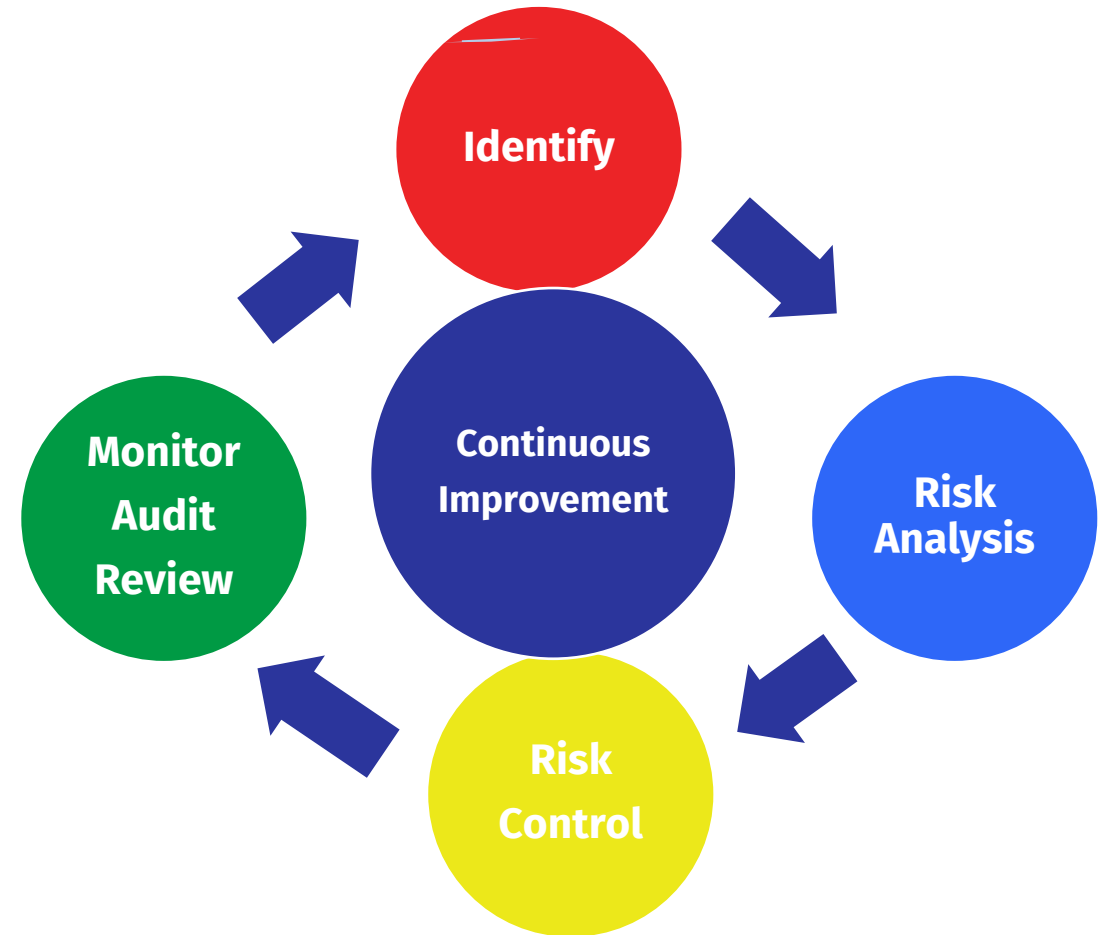 Identify
Continuous
Improvement
Risk
Analysis
Monitor
Audit
Review
Risk
Control